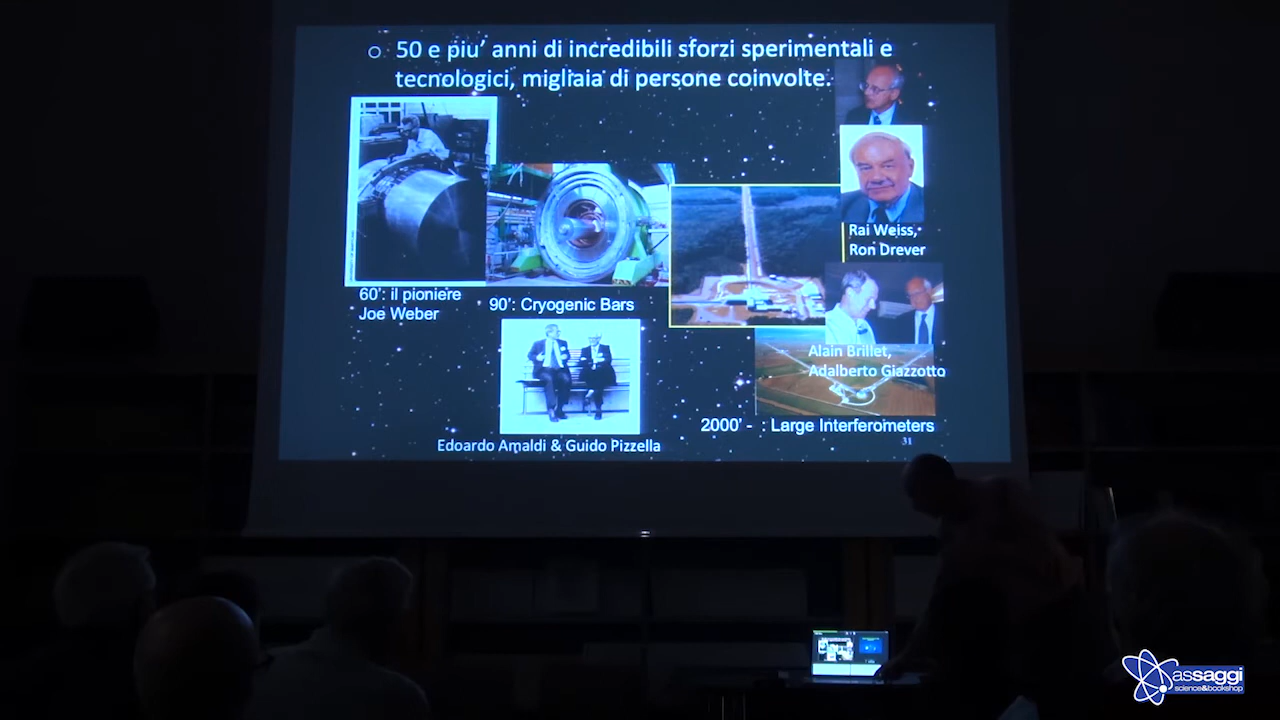 50 e piu' anni di incredibili sforzi sperimentali e
tecnologici, migliaia di persone coinvolte.
Rai Weiss,
Ron Drever
60': il pioniere
Joe Weber
90': Cryogenic Bars
Alain Brillet,
Adalberto Giazzotto
2000' - : Large Interferometers
31
Edoardo Amaldi & Guido Pizzella
assaggi
science&bookshop